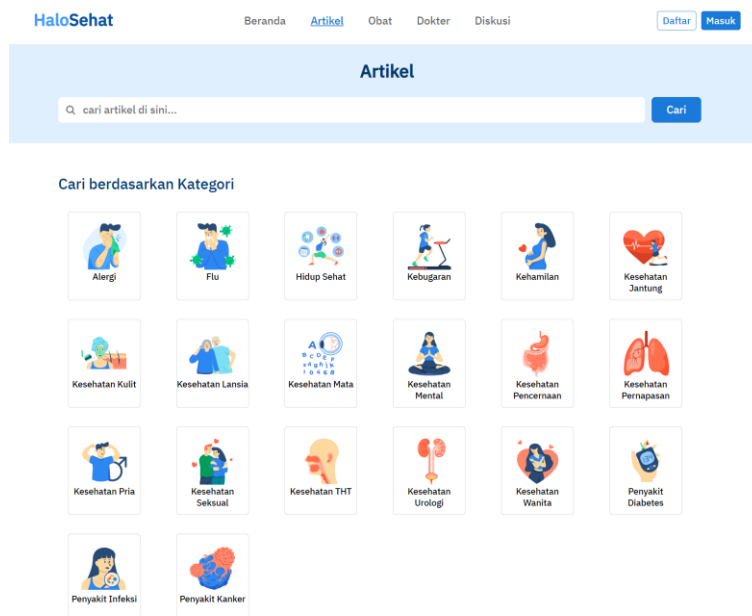 HaloSehat
Beranda Artikel Obat Dokter Diskusi
Daftar Masuk
Artikel
cari artikel di sini...
Cari
Cari berdasarkan Kategori
Alergi
Flu
Hidup Sehat
Kebugaran
Kehamilan
Kesehatan
Jantung
Kesehatan Kulit
Kesehatan Lansia
Kesehatan Mata
Kesehatan
Mental
Kesehatan
Pencernaan
Kesehatan
Pernapasan
Kesehatan Pria
Kesehatan
Seksual
Kesehatan THT
Kesehatan
Urologi
Kesehatan
Wanita
Penyakit
Diabetes
Penyakit Infeksi
Penyakit Kanker